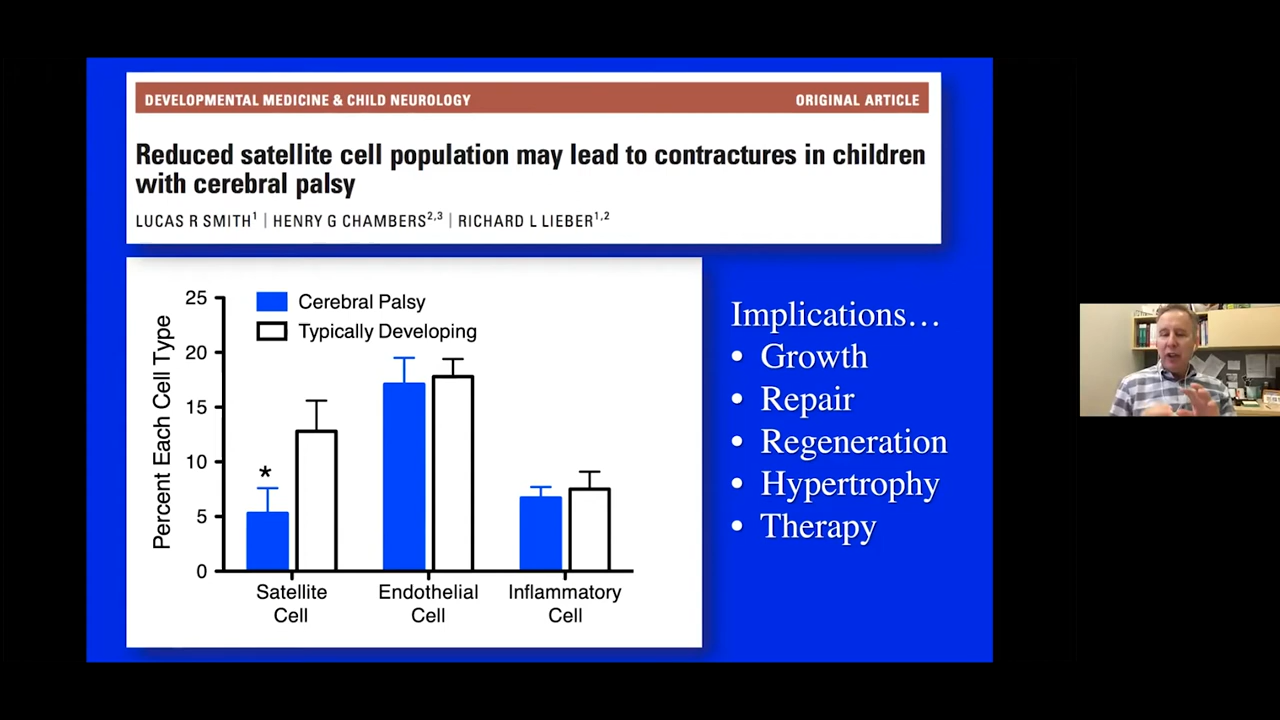 DEVELOPMENTAL MEDICINE & CHILD NEUROLOGY ORIGINAL ARTICLE
Reduced satellite cell population may lead to contractures in children
with cerebral palsy
LUCAS R SMITH¹ | HENRY G CHAMBERS²,³ | RICHARD L LIEBER¹,²
Percent Each Cell Type
25
20
15
10
5
0
Cerebral Palsy
Typically Developing
*
Satellite
Cell
Endothelial
Cell
Inflammatory
Cell
Implications…
• Growth
• Repair
• Regeneration
• Hypertrophy
• Therapy